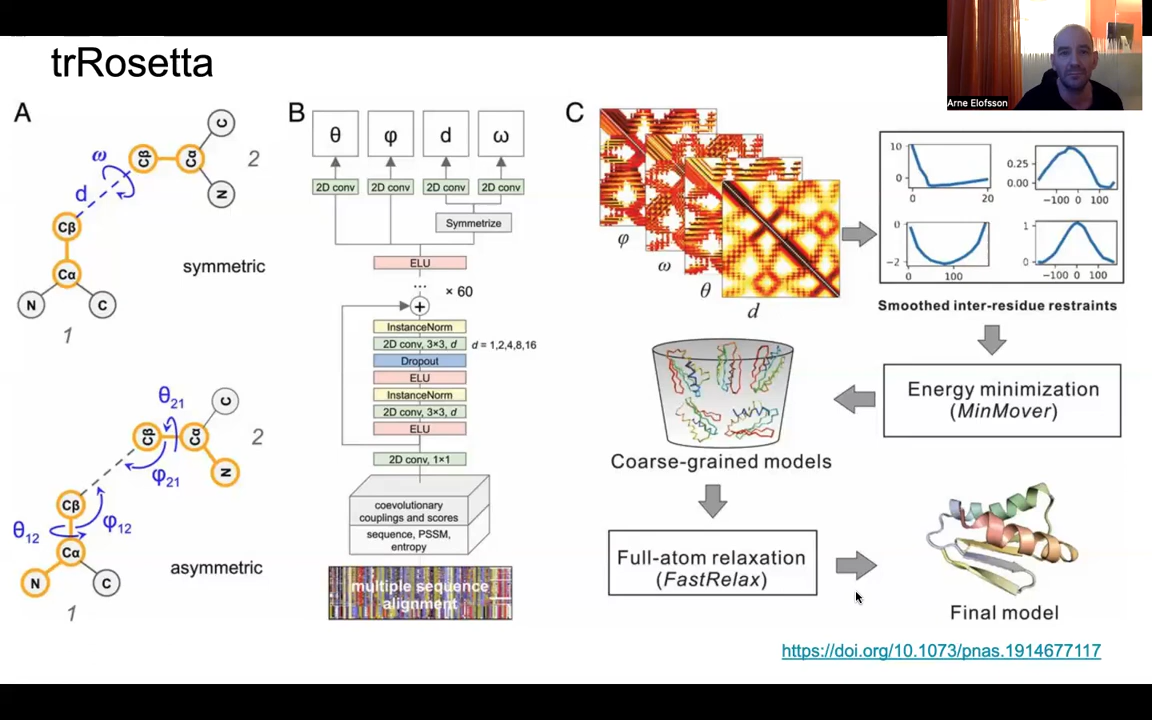 trRosetta
Arne Elofsson
A
C
Cβ
Cα
2
N
ω
d
Cβ
Cα
N
C
symmetric
1
θ21
C
Cβ
Cα
2
φ21
N
Cβ
φ12
θ12
Cα
N
C
asymmetric
1
B
θ
φ
d
ω
2D conv
2D conv
2D conv
2D conv
Symmetrize
ELU
... × 60
+
InstanceNorm
2D conv, 3×3, d
d = 1,2,4,8,16
Dropout
ELU
InstanceNorm
2D conv, 3×3, d
ELU
2D conv, 1×1
coevolutionary
couplings and scores
sequence, PSSM,
entropy
multiple sequence
alignment
C
φ
ω
θ
d
10
0
0 20
0.25
0.00
−100 0 100
0
−2
0 100
1
0
−100 0 100
Smoothed inter-residue restraints
Energy minimization
(MinMover)
Coarse-grained models
Full-atom relaxation
(FastRelax)
Final model
https://doi.org/10.1073/pnas.1914677117